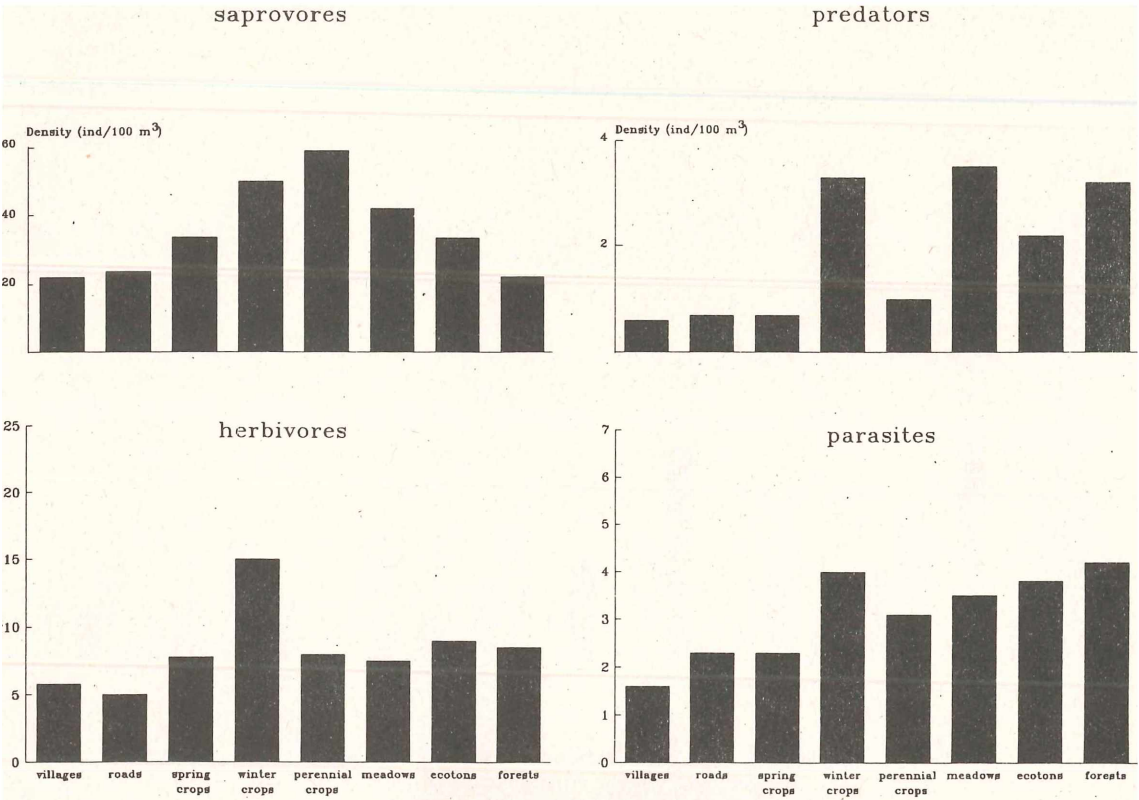 saprovores
Density (ind/100 m³)
60
40
20
predators
Density (ind/100 m³)
4
2
herbivores
25
20
15
10
5
0
villages roads spring crops winter crops perennial crops meadows ecotons forests
parasites
7
6
5
4
3
2
1
0
villages roads spring crops winter crops perennial crops meadows ecotons forests